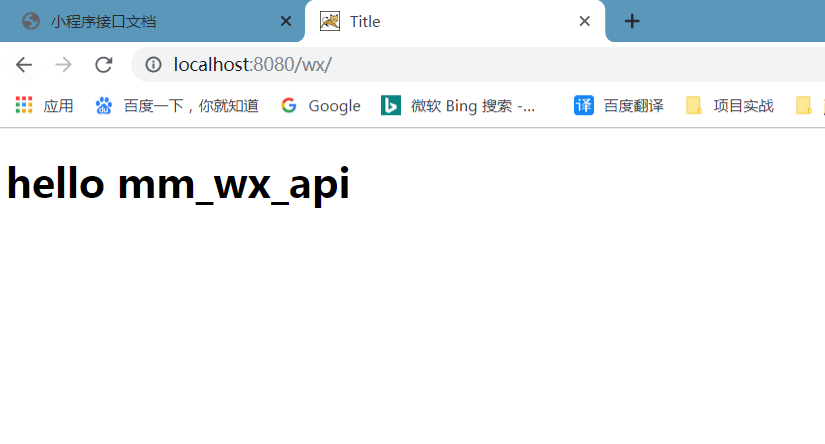 小程序接口文档 Title
localhost:8080/wx/
应用 百度一下，你就知道 Google 微软 Bing 搜索 -... 译 百度翻译 项目实战
hello mm_wx_api